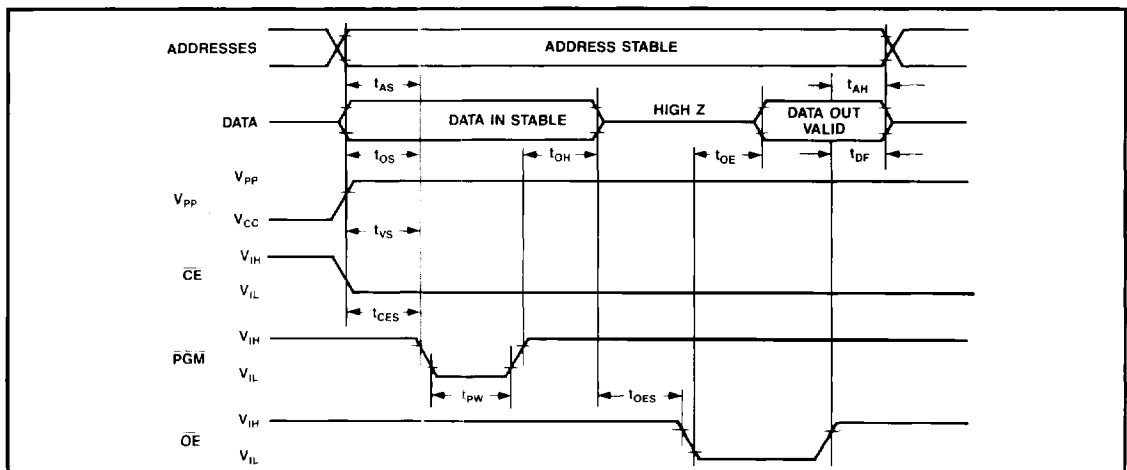 ADDRESSES
ADDRESS STABLE
tAS
tAH
DATA
DATA IN STABLE
HIGH Z
DATA OUT
VALID
tOS
tOH
tOE
tDF
VPP
VPP
VCC
tVS
CE
VIH
VIL
tCES
PGM
VIH
VIL
tPW
tOES
OE
VIH
VIL